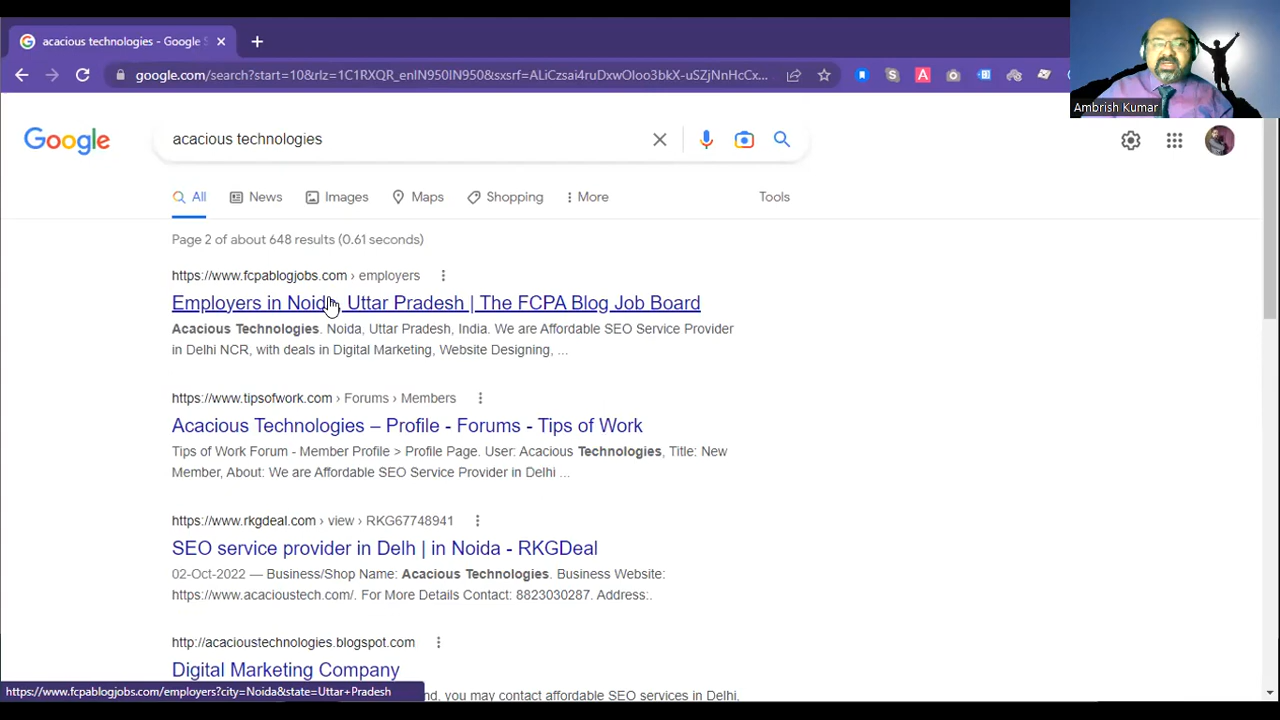 acacious technologies - Google S
google.com/search?start=10&rlz=1C1RXQR_enIN950IN950&sxsrf=ALiCzsai4ruDxwOloo3bkX-uSZjNnHcCx...
Ambrish Kumar
Google
acacious technologies
All News Images Maps Shopping More Tools
Page 2 of about 648 results (0.61 seconds)
https://www.fcpablogjobs.com › employers
Employers in Noida, Uttar Pradesh | The FCPA Blog Job Board
Acacious Technologies. Noida, Uttar Pradesh, India. We are Affordable SEO Service Provider
in Delhi NCR, with deals in Digital Marketing, Website Designing, ...
https://www.tipsofwork.com › Forums › Members
Acacious Technologies – Profile - Forums - Tips of Work
Tips of Work Forum - Member Profile > Profile Page. User: Acacious Technologies, Title: New
Member, About: We are Affordable SEO Service Provider in Delhi ...
https://www.rkgdeal.com › view › RKG67748941
SEO service provider in Delh | in Noida - RKGDeal
02-Oct-2022 — Business/Shop Name: Acacious Technologies. Business Website:
https://www.acacioustech.com/. For More Details Contact: 8823030287. Address:.
http://acacioustechnologies.blogspot.com
Digital Marketing Company
nd, you may contact affordable SEO services in Delhi,
https://www.fcpablogjobs.com/employers?city=Noida&state=Uttar+Pradesh